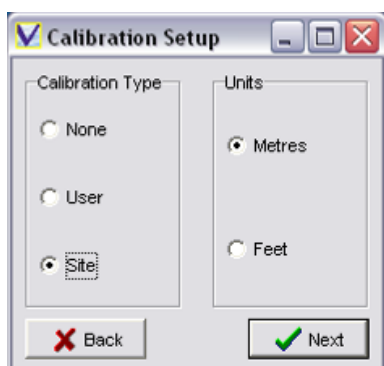 Calibration Setup
Calibration Type
None
User
Site
Units
Metres
Feet
Back
Next